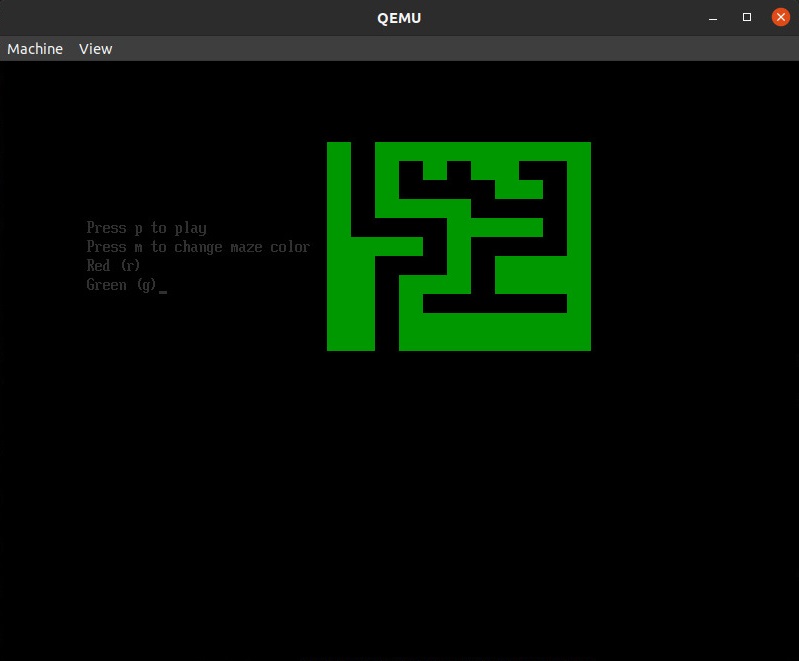 QEMU
Machine View
Press p to play
Press m to change maze color
Red (r)
Green (g)_